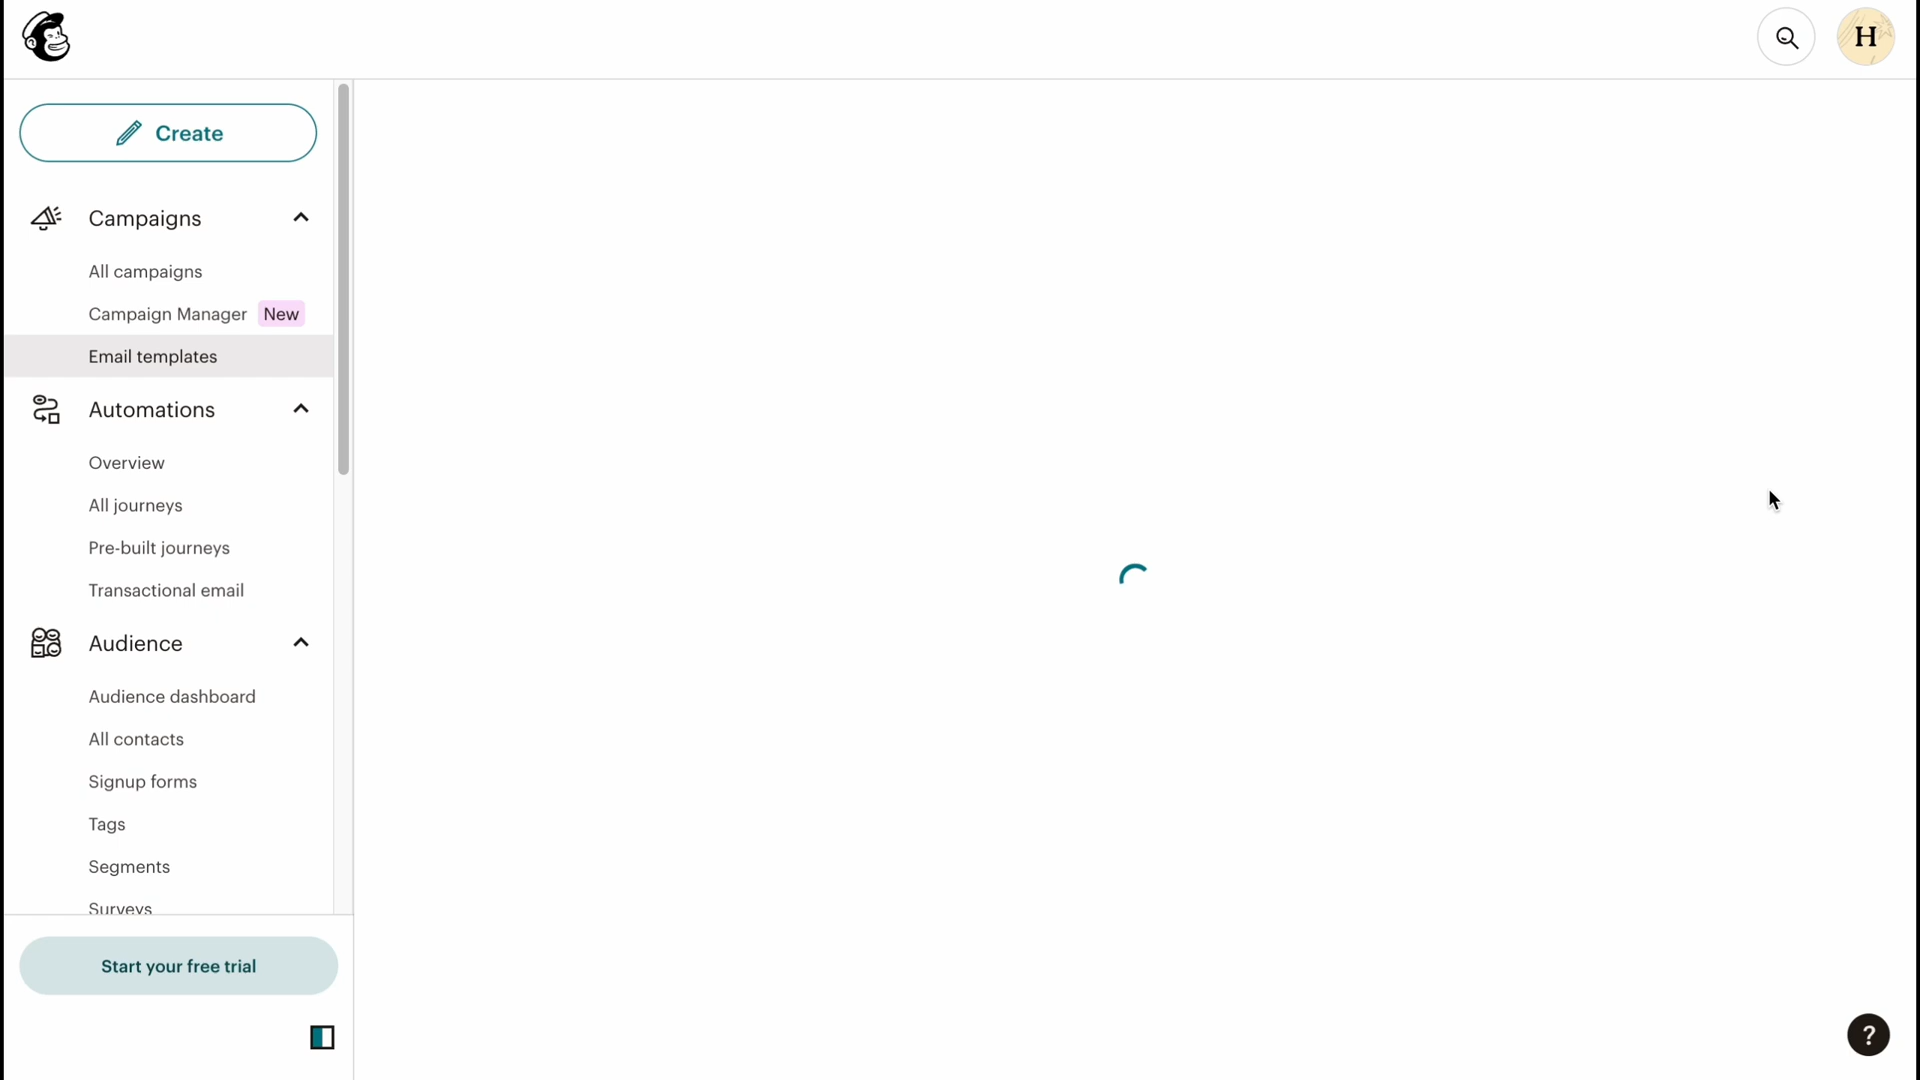 H
Create
Campaigns
All campaigns
Campaign Manager New
Email templates
Automations
Overview
All journeys
Pre-built journeys
Transactional email
Audience
Audience dashboard
All contacts
Signup forms
Tags
Segments
Surveys
Start your free trial
?